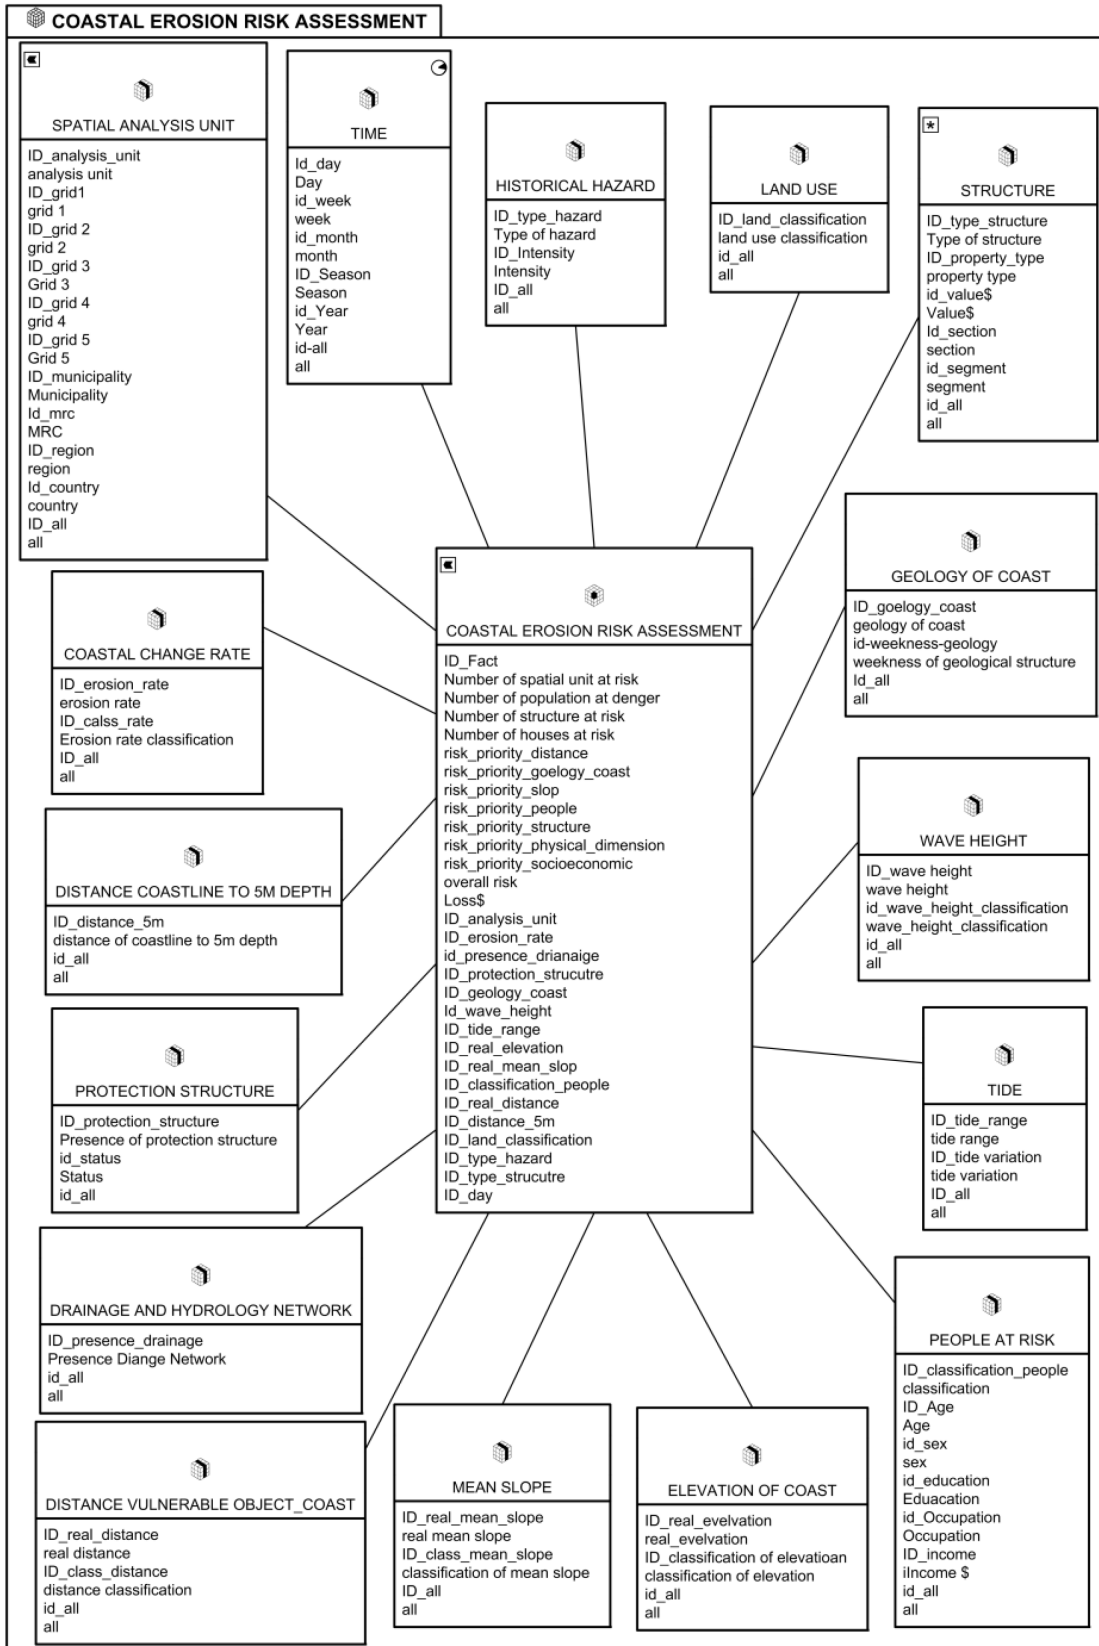 COASTAL EROSION RISK ASSESSMENT
SPATIAL ANALYSIS UNIT
ID_analysis_unit
analysis unit
ID_grid1
grid 1
ID_grid 2
grid 2
ID_grid 3
Grid 3
ID_grid 4
grid 4
ID_grid 5
Grid 5
ID_municipality
Municipality
Id_mrc
MRC
ID_region
region
Id_country
country
ID_all
all
TIME
Id_day
Day
id_week
week
id_month
month
ID_Season
Season
id_Year
Year
id-all
all
HISTORICAL HAZARD
ID_type_hazard
Type of hazard
ID_Intensity
Intensity
ID_all
all
LAND USE
ID_land_classification
land use classification
id_all
all
*
STRUCTURE
ID_type_structure
Type of structure
ID_property_type
property type
id_value$
Value$
Id_section
section
id_segment
segment
id_all
all
COASTAL CHANGE RATE
ID_erosion_rate
erosion rate
ID_calss_rate
Erosion rate classification
ID_all
all
COASTAL EROSION RISK ASSESSMENT
ID_Fact
Number of spatial unit at risk
Number of population at denger
Number of structure at risk
Number of houses at risk
risk_priority_distance
risk_priority_goelogy_coast
risk_priority_slop
risk_priority_people
risk_priority_structure
risk_priority_physical_dimension
risk_priority_socioeconomic
overall risk
Loss$
ID_analysis_unit
ID_erosion_rate
id_presence_drianaige
ID_protection_strucutre
ID_geology_coast
Id_wave_height
ID_tide_range
ID_real_elevation
ID_real_mean_slop
ID_classification_people
ID_real_distance
ID_distance_5m
ID_land_classification
ID_type_hazard
ID_type_strucutre
ID_day
GEOLOGY OF COAST
ID_goelogy_coast
geology of coast
id-weekness-geology
weekness of geological structure
Id_all
all
DISTANCE COASTLINE TO 5M DEPTH
ID_distance_5m
distance of coastline to 5m depth
id_all
all
WAVE HEIGHT
ID_wave height
wave height
id_wave_height_classification
wave_height_classification
id_all
all
PROTECTION STRUCTURE
ID_protection_structure
Presence of protection structure
id_status
Status
id_all
TIDE
ID_tide_range
tide range
ID_tide variation
tide variation
ID_all
all
DRAINAGE AND HYDROLOGY NETWORK
ID_presence_drainage
Presence Diange Network
id_all
all
PEOPLE AT RISK
ID_classification_people
classification
ID_Age
Age
id_sex
sex
id_education
Eduacation
id_Occupation
Occupation
ID_income
iIncome $
id_all
all
DISTANCE VULNERABLE OBJECT_COAST
ID_real_distance
real distance
ID_class_distance
distance classification
id_all
all
MEAN SLOPE
ID_real_mean_slope
real mean slope
ID_class_mean_slope
classification of mean slope
ID_all
all
ELEVATION OF COAST
ID_real_evelvation
real_evelvation
ID_classification of elevatioan
classification of elevation
id_all
all